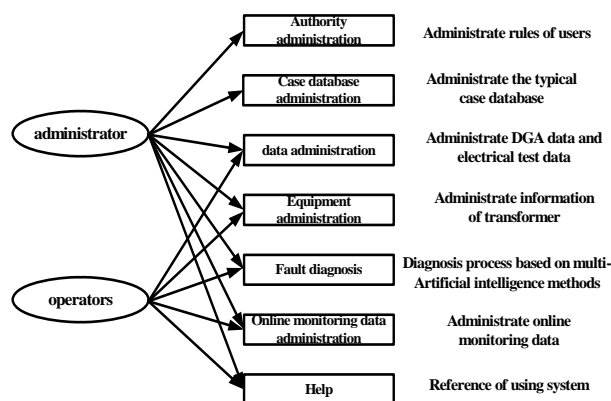 Authority
administration
Administrate rules of users
Case database
administration
Administrate the typical
case database
administrator
data administration
Administrate DGA data and
electrical test data
Equipment
administration
Administrate information
of transformer
Fault diagnosis
Diagnosis process based on multi-
Artificial intelligence methods
operators
Online monitoring data
administration
Administrate online
monitoring data
Help
Reference of using system